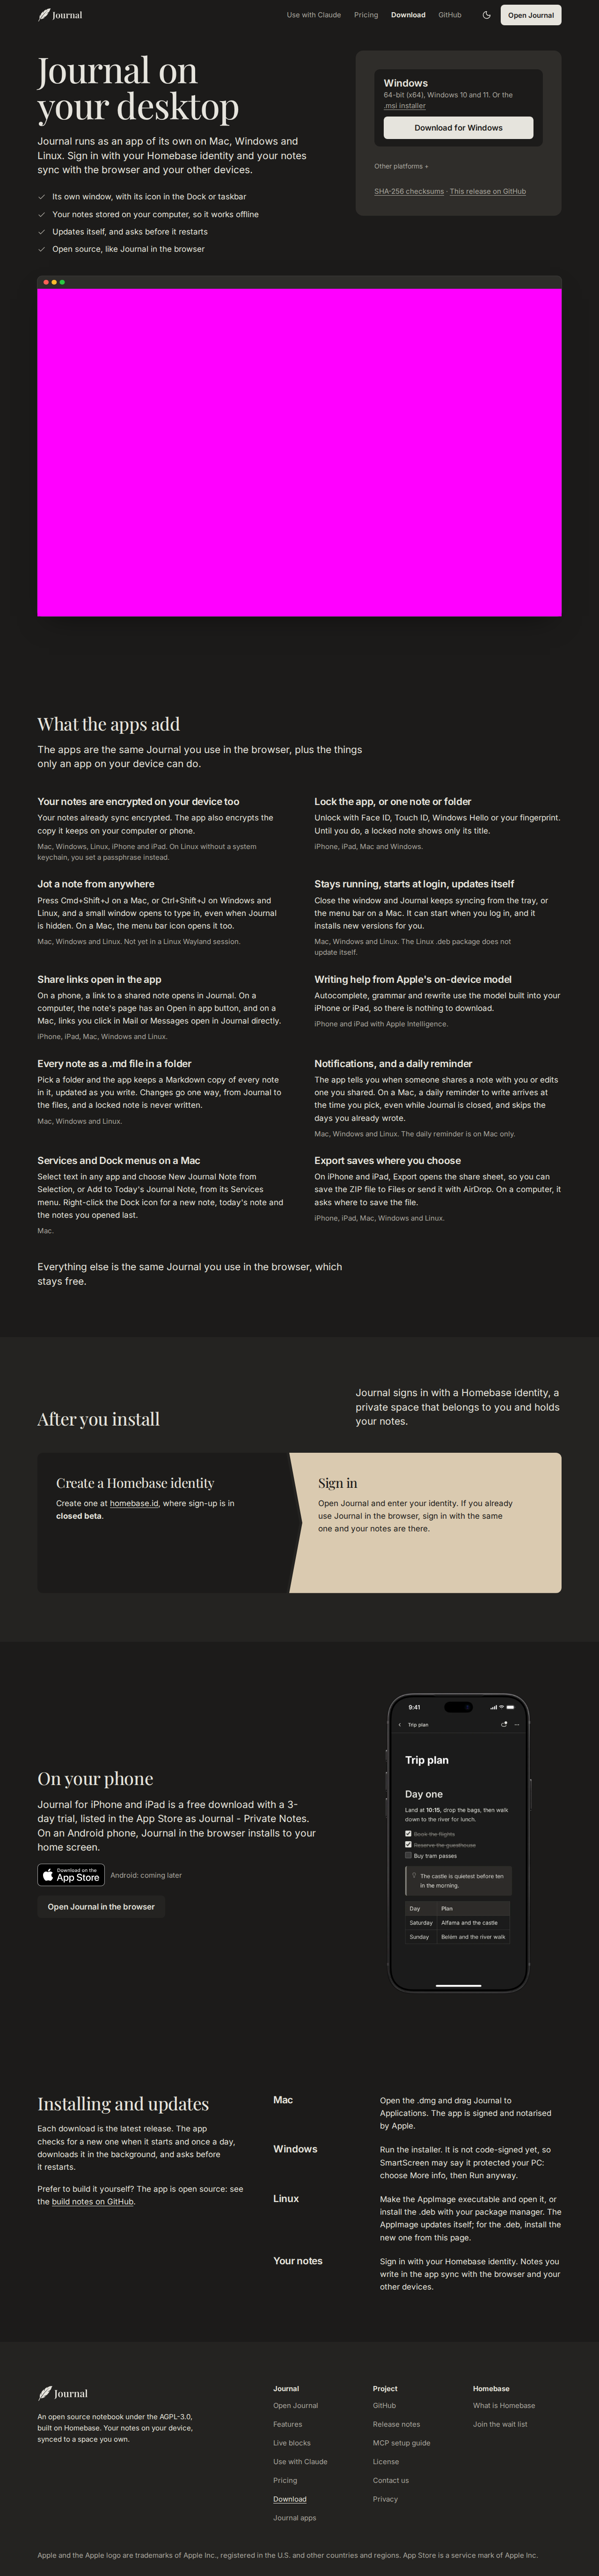 Journal
Use with Claude
Pricing
Download
GitHub
Open Journal
Journal on
your desktop
Journal runs as an app of its own on Mac, Windows and
Linux. Sign in with your Homebase identity and your notes
sync with the browser and your other devices.
Its own window, with its icon in the Dock or taskbar
Your notes stored on your computer, so it works offline
Updates itself, and asks before it restarts
Open source, like Journal in the browser
Windows
64-bit (x64), Windows 10 and 11. Or the
.msi installer
Download for Windows
Other platforms +
SHA-256 checksums · This release on GitHub
What the apps add
The apps are the same Journal you use in the browser, plus the things
only an app on your device can do.
Your notes are encrypted on your device too
Your notes already sync encrypted. The app also encrypts the
copy it keeps on your computer or phone.
Mac, Windows, Linux, iPhone and iPad. On Linux without a system
keychain, you set a passphrase instead.
Lock the app, or one note or folder
Unlock with Face ID, Touch ID, Windows Hello or your fingerprint.
Until you do, a locked note shows only its title.
iPhone, iPad, Mac and Windows.
Jot a note from anywhere
Press Cmd+Shift+J on a Mac, or Ctrl+Shift+J on Windows and
Linux, and a small window opens to type in, even when Journal
is hidden. On a Mac, the menu bar icon opens it too.
Mac, Windows and Linux. Not yet in a Linux Wayland session.
Stays running, starts at login, updates itself
Close the window and Journal keeps syncing from the tray, or
the menu bar on a Mac. It can start when you log in, and it
installs new versions for you.
Mac, Windows and Linux. The Linux .deb package does not
update itself.
Share links open in the app
On a phone, a link to a shared note opens in Journal. On a
computer, the note's page has an Open in app button, and on a
Mac, links you click in Mail or Messages open in Journal directly.
iPhone, iPad, Mac, Windows and Linux.
Writing help from Apple's on-device model
Autocomplete, grammar and rewrite use the model built into your
iPhone or iPad, so there is nothing to download.
iPhone and iPad with Apple Intelligence.
Every note as a .md file in a folder
Pick a folder and the app keeps a Markdown copy of every note
in it, updated as you write. Changes go one way, from Journal to
the files, and a locked note is never written.
Mac, Windows and Linux.
Notifications, and a daily reminder
The app tells you when someone shares a note with you or edits
one you shared. On a Mac, a daily reminder to write arrives at
the time you pick, even while Journal is closed, and skips the
days you already wrote.
Mac, Windows and Linux. The daily reminder is on Mac only.
Services and Dock menus on a Mac
Select text in any app and choose New Journal Note from
Selection, or Add to Today's Journal Note, from its Services
menu. Right-click the Dock icon for a new note, today's note and
the notes you opened last.
Mac.
Export saves where you choose
On iPhone and iPad, Export opens the share sheet, so you can
save the ZIP file to Files or send it with AirDrop. On a computer, it
asks where to save the file.
iPhone, iPad, Mac, Windows and Linux.
Everything else is the same Journal you use in the browser, which
stays free.
After you install
Journal signs in with a Homebase identity, a
private space that belongs to you and holds
your notes.
Create a Homebase identity
Create one at homebase.id, where sign-up is in
closed beta.
Sign in
Open Journal and enter your identity. If you already
use Journal in the browser, sign in with the same
one and your notes are there.
On your phone
Journal for iPhone and iPad is a free download with a 3-
day trial, listed in the App Store as Journal - Private Notes.
On an Android phone, Journal in the browser installs to your
home screen.
Download on the
App Store
Android: coming later
Open Journal in the browser
9:41
Trip plan
Trip plan
Day one
Land at 10:15, drop the bags, then walk
down to the river for lunch.
Book the flights
Reserve the guesthouse
Buy tram passes
The castle is quietest before ten
in the morning.
Day
Plan
Saturday
Alfama and the castle
Sunday
Belém and the river walk
Installing and updates
Each download is the latest release. The app
checks for a new one when it starts and once a day,
downloads it in the background, and asks before
it restarts.
Prefer to build it yourself? The app is open source: see
the build notes on GitHub.
Mac
Open the .dmg and drag Journal to
Applications. The app is signed and notarised
by Apple.
Windows
Run the installer. It is not code-signed yet, so
SmartScreen may say it protected your PC:
choose More info, then Run anyway.
Linux
Make the AppImage executable and open it, or
install the .deb with your package manager. The
AppImage updates itself; for the .deb, install the
new one from this page.
Your notes
Sign in with your Homebase identity. Notes you
write in the app sync with the browser and your
other devices.
Journal
An open source notebook under the AGPL-3.0,
built on Homebase. Your notes on your device,
synced to a space you own.
Journal
Open Journal
Features
Live blocks
Use with Claude
Pricing
Download
Journal apps
Project
GitHub
Release notes
MCP setup guide
License
Contact us
Privacy
Homebase
What is Homebase
Join the wait list
Apple and the Apple logo are trademarks of Apple Inc., registered in the U.S. and other countries and regions. App Store is a service mark of Apple Inc.